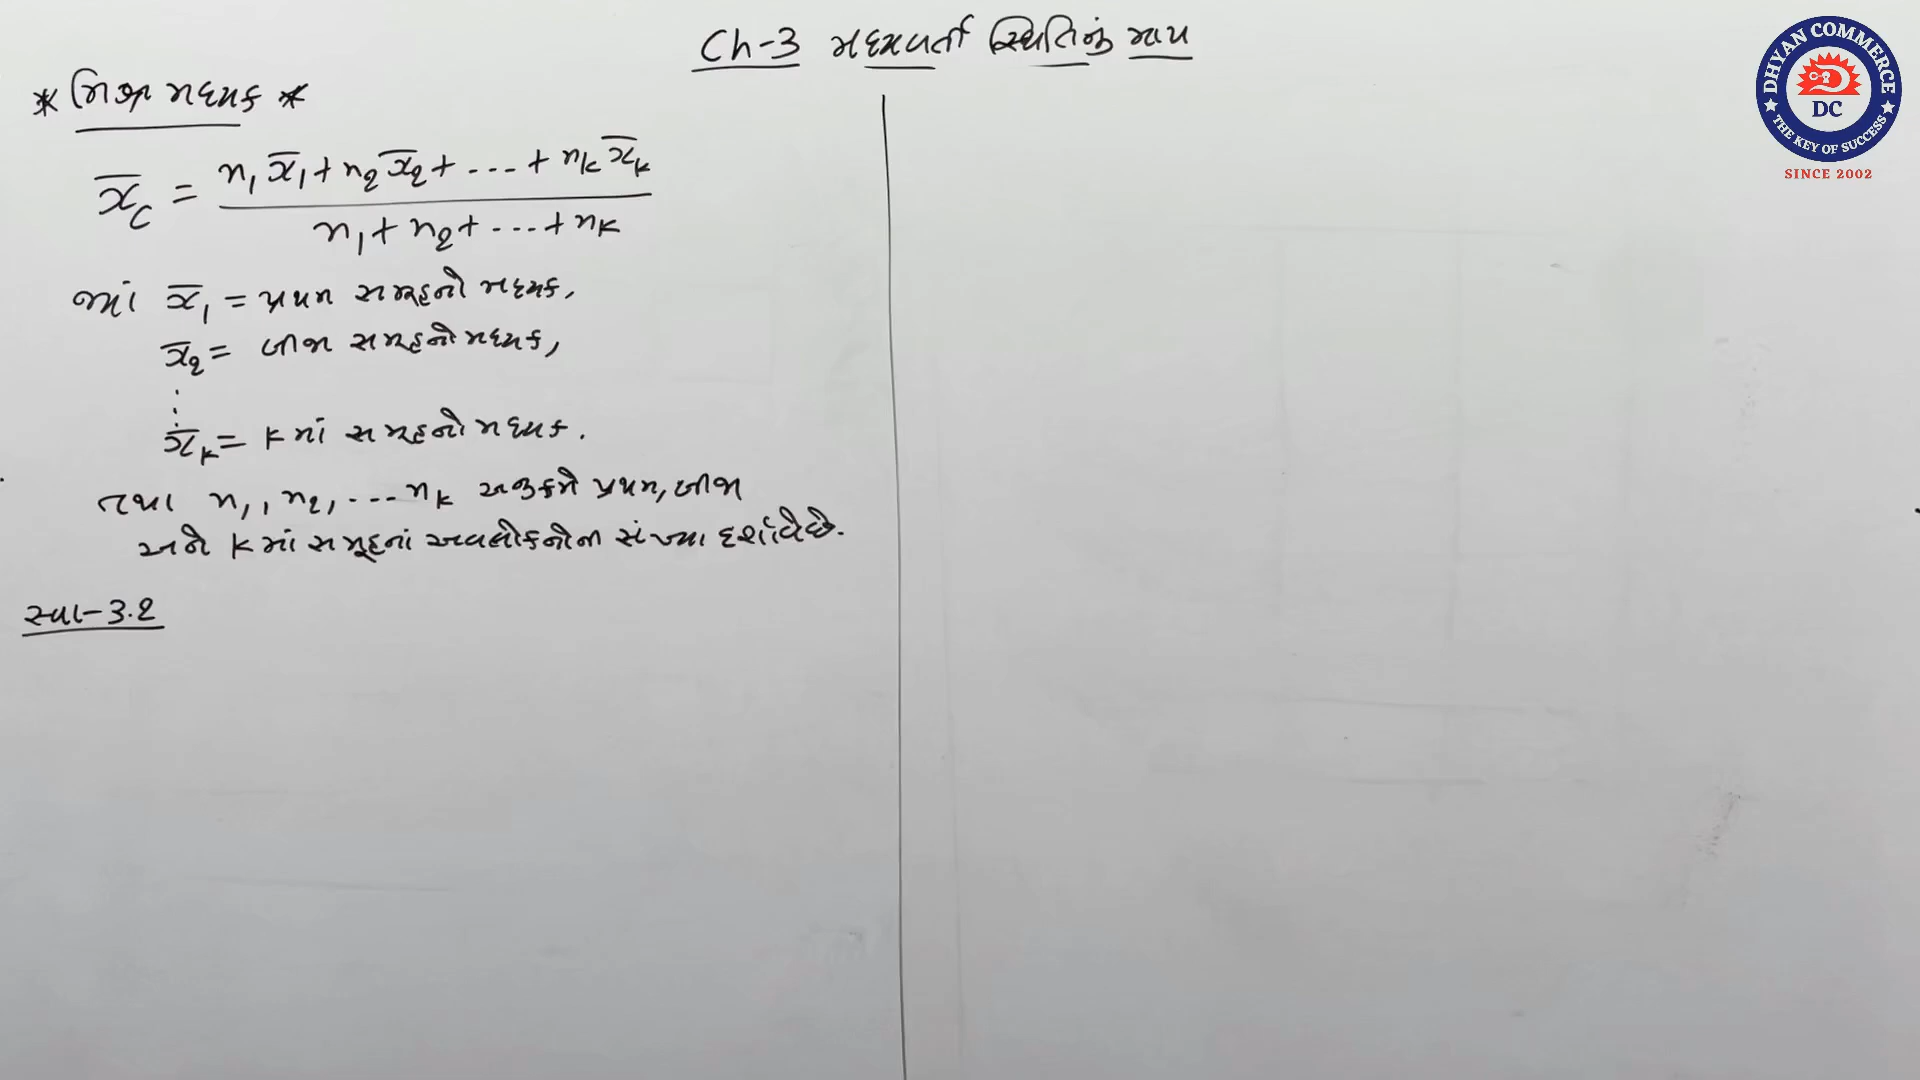 Ch-3 મધ્યવર્તી સ્થિતિનું માપ
* મિશ્ર મધ્યક *
x̄c = (n₁x̄₁ + n₂x̄₂ + ... + nₖx̄ₖ) / (n₁ + n₂ + ... + nₖ)
જ્યાં x̄₁ = પ્રથમ સમૂહનો મધ્યક,
x̄₂ = બીજા સમૂહનો મધ્યક,
⋮
x̄ₖ = k માં સમૂહનો મધ્યક.
તથા n₁, n₂, ... nₖ અનુક્રમે પ્રથમ, બીજા
અને k માં સમૂહનાં અવલોકનોની સંખ્યા દર્શાવે છે.
સ્વા-3.2
DHYAN COMMERCE
DC
THE KEY OF SUCCESS
SINCE 2002